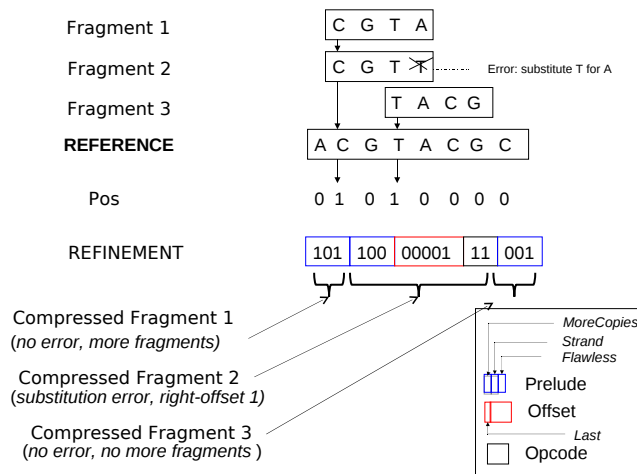 Fragment 1 C G T A
Fragment 2 C G T T Error: substitute T for A
Fragment 3 T A C G
REFERENCE A C G T A C G C
Pos 0 1 0 1 0 0 0 0
REFINEMENT 101 100 00001 11 001
Compressed Fragment 1
(no error, more fragments)
Compressed Fragment 2
(substitution error, right-offset 1)
Compressed Fragment 3
(no error, no more fragments )
MoreCopies
Strand
Flawless
Prelude
Offset
Last
Opcode